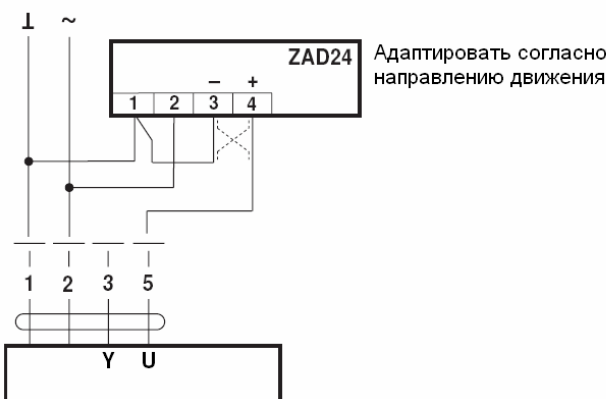 ⊥ ~
ZAD24
Адаптировать согласно
направлению движения
– +
1 2 3 4
1 2 3 5
Y U